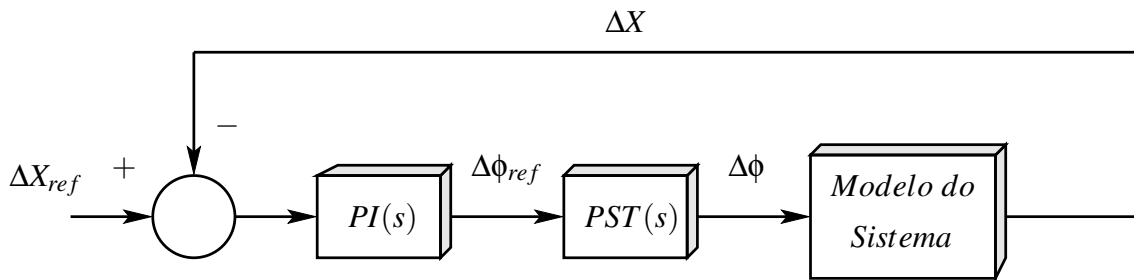 ΔX
−
+
ΔX_ref
PI(s)
Δϕ_ref
PST(s)
Δϕ
Modelo do
Sistema